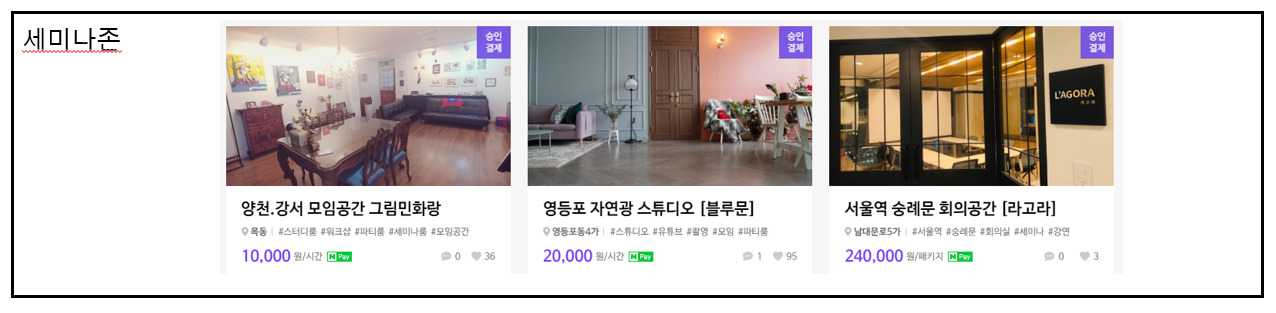 세미나존
승인
결제
양천.강서 모임공간 그림민화랑
목동 | #스터디룸 #워크샵 #파티룸 #세미나룸 #모임공간
10,000 원/시간 N Pay 0 36
승인
결제
영등포 자연광 스튜디오 [블루문]
영등포동4가 | #스튜디오 #유튜브 #촬영 #모임 #파티룸
20,000 원/시간 N Pay 1 95
승인
결제
L'AGORA
라고라
서울역 숭례문 회의공간 [라고라]
남대문로5가 | #서울역 #숭례문 #회의실 #세미나 #강연
240,000 원/패키지 N Pay 0 3